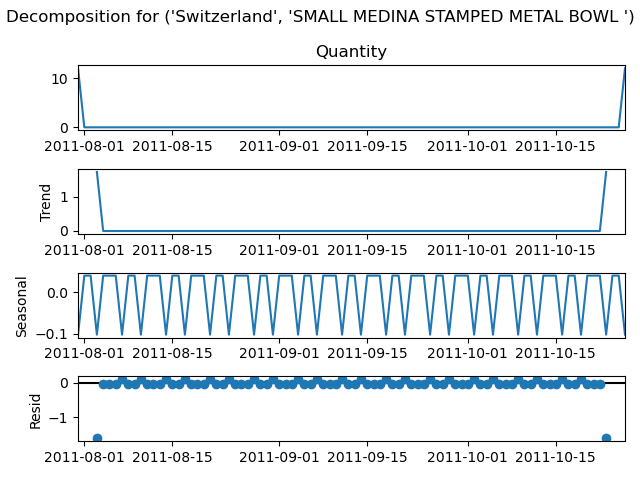 Decomposition for ('Switzerland', 'SMALL MEDINA STAMPED METAL BOWL ')
Quantity
10
0
2011-08-01 2011-08-15 2011-09-01 2011-09-15 2011-10-01 2011-10-15
Trend
1
0
2011-08-01 2011-08-15 2011-09-01 2011-09-15 2011-10-01 2011-10-15
Seasonal
0.0
−0.1
2011-08-01 2011-08-15 2011-09-01 2011-09-15 2011-10-01 2011-10-15
Resid
0
−1
2011-08-01 2011-08-15 2011-09-01 2011-09-15 2011-10-01 2011-10-15